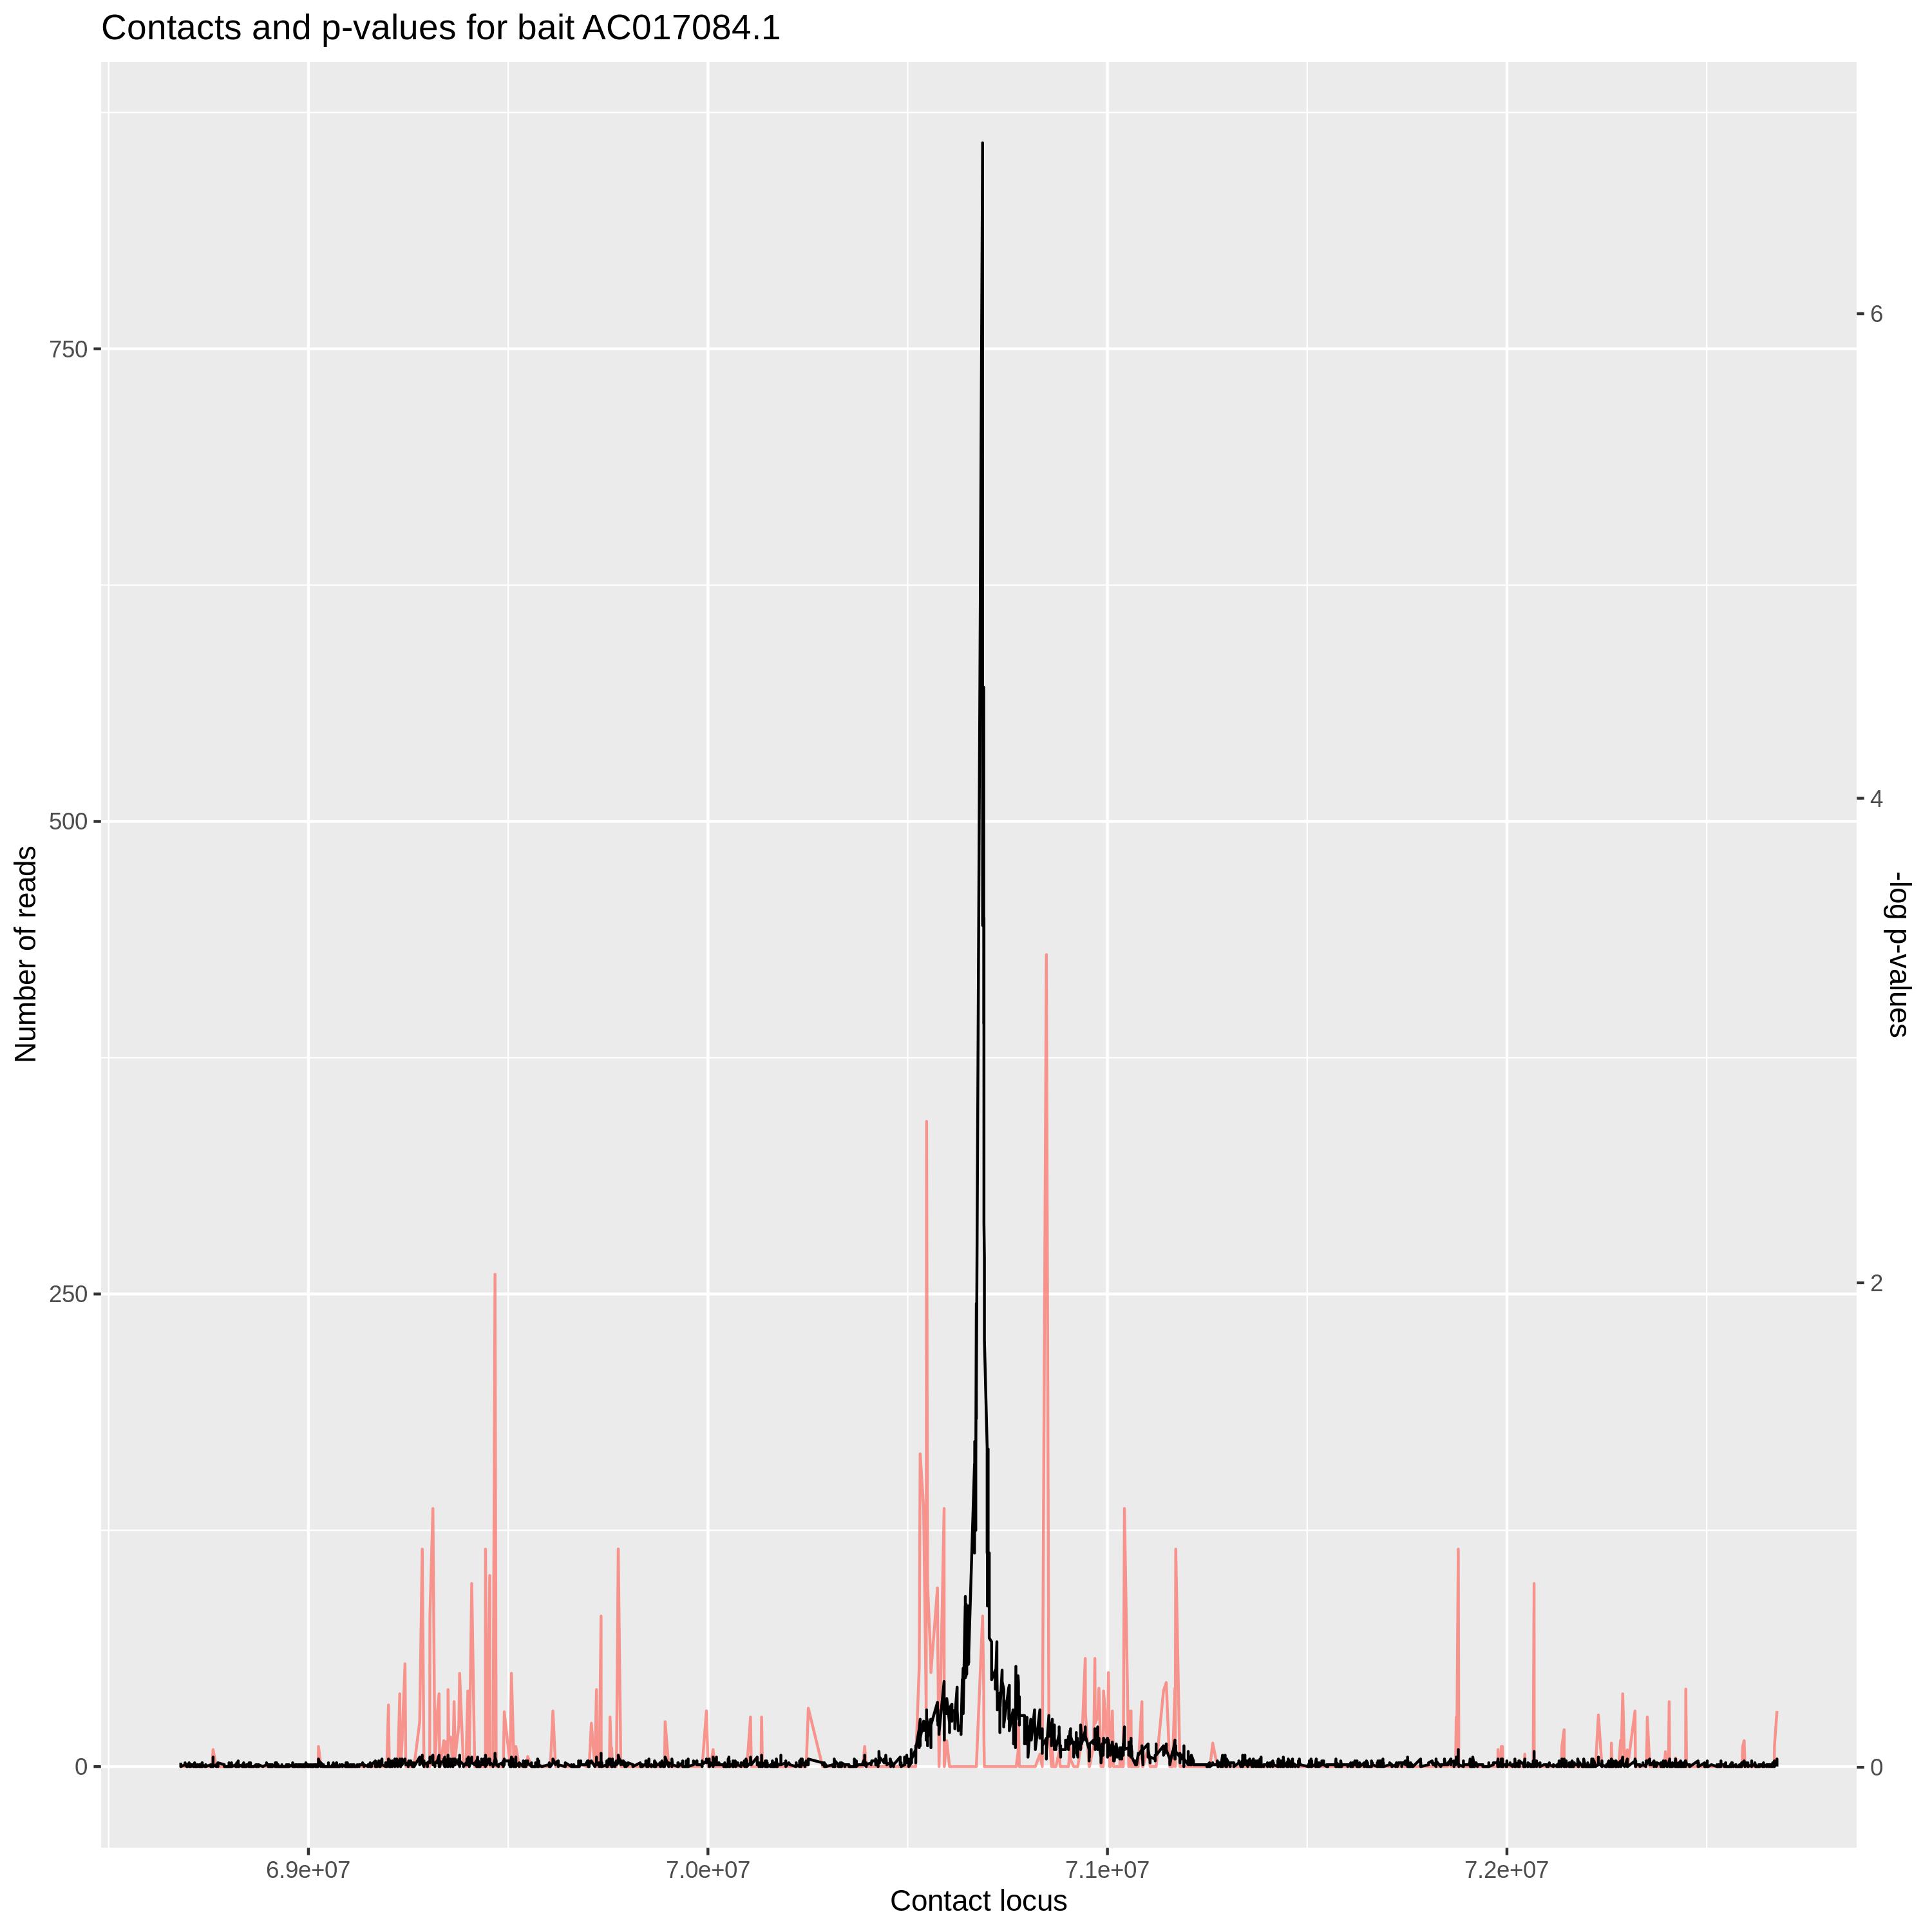 Contacts and p-values for bait AC017084.1
Number of reads
750
500
250
0
6
4
2
0
-log p-values
6.9e+07 7.0e+07 7.1e+07 7.2e+07
Contact locus